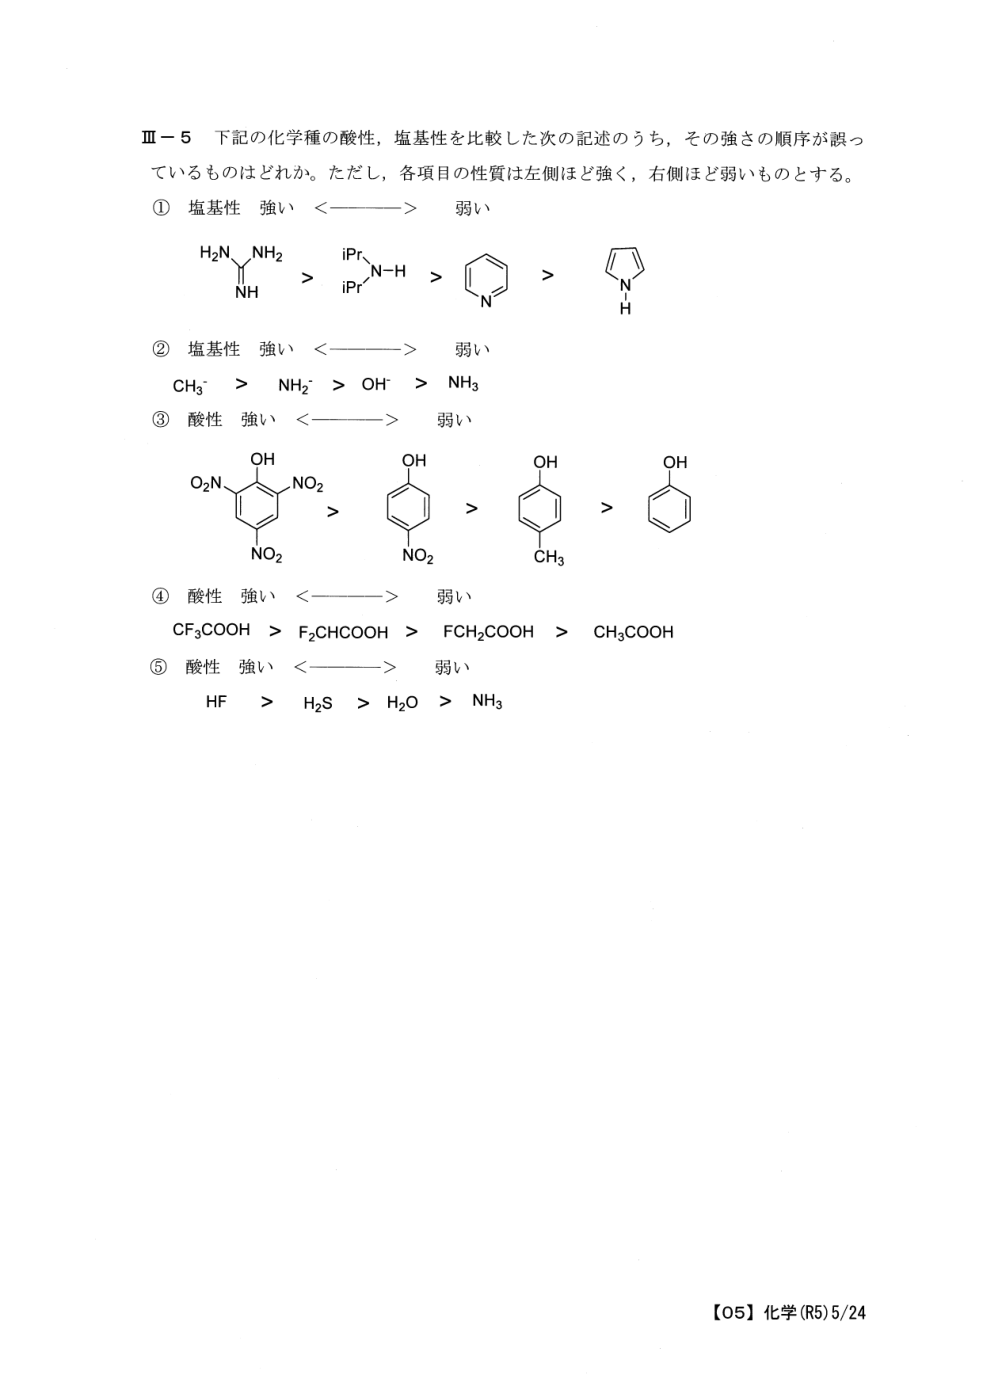 Ⅲ－５　下記の化学種の酸性，塩基性を比較した次の記述のうち，その強さの順序が誤っ
ているものはどれか。ただし，各項目の性質は左側ほど強く，右側ほど弱いものとする。
①　塩基性　強い　＜―――――＞　弱い
H₂N NH₂ NH > iPr iPr N-H > N > N H
②　塩基性　強い　＜―――――＞　弱い
CH₃⁻ > NH₂⁻ > OH⁻ > NH₃
③　酸性　強い　＜―――――＞　弱い
OH O₂N NO₂ NO₂ > OH NO₂ > OH CH₃ > OH
④　酸性　強い　＜―――――＞　弱い
CF₃COOH > F₂CHCOOH > FCH₂COOH > CH₃COOH
⑤　酸性　強い　＜―――――＞　弱い
HF > H₂S > H₂O > NH₃
【０５】化学(R5)5/24